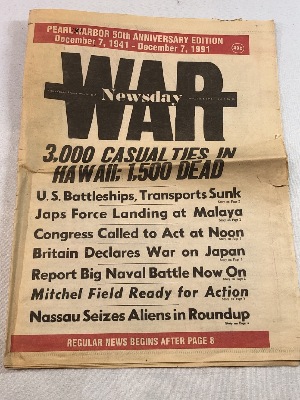 PEARL HARBOR 50th ANNIVERSARY EDITION
December 7, 1941 - December 7, 1991
WAR
Newsday
3,000 CASUALTIES IN
HAWAII; 1,500 DEAD
U.S. Battleships, Transports Sunk
Japs Force Landing at Malaya
Congress Called to Act at Noon
Britain Declares War on Japan
Report Big Naval Battle Now On
Mitchel Field Ready for Action
Nassau Seizes Aliens in Roundup
REGULAR NEWS BEGINS AFTER PAGE 8